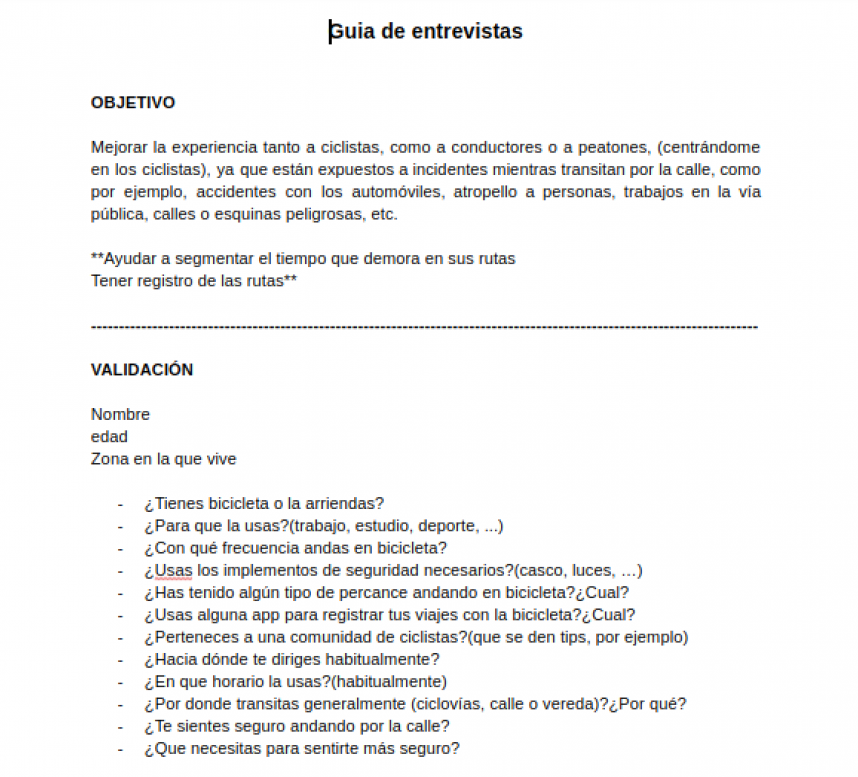 Guia de entrevistas
OBJETIVO
Mejorar la experiencia tanto a ciclistas, como a conductores o a peatones, (centrándome
en los ciclistas), ya que están expuestos a incidentes mientras transitan por la calle, como
por ejemplo, accidentes con los automóviles, atropello a personas, trabajos en la vía
pública, calles o esquinas peligrosas, etc.
**Ayudar a segmentar el tiempo que demora en sus rutas
Tener registro de las rutas**
VALIDACIÓN
Nombre
edad
Zona en la que vive
- ¿Tienes bicicleta o la arriendas?
- ¿Para que la usas?(trabajo, estudio, deporte, ...)
- ¿Con qué frecuencia andas en bicicleta?
- ¿Usas los implementos de seguridad necesarios?(casco, luces, …)
- ¿Has tenido algún tipo de percance andando en bicicleta?¿Cual?
- ¿Usas alguna app para registrar tus viajes con la bicicleta?¿Cual?
- ¿Perteneces a una comunidad de ciclistas?(que se den tips, por ejemplo)
- ¿Hacia dónde te diriges habitualmente?
- ¿En que horario la usas?(habitualmente)
- ¿Por donde transitas generalmente (ciclovías, calle o vereda)?¿Por qué?
- ¿Te sientes seguro andando por la calle?
- ¿Que necesitas para sentirte más seguro?